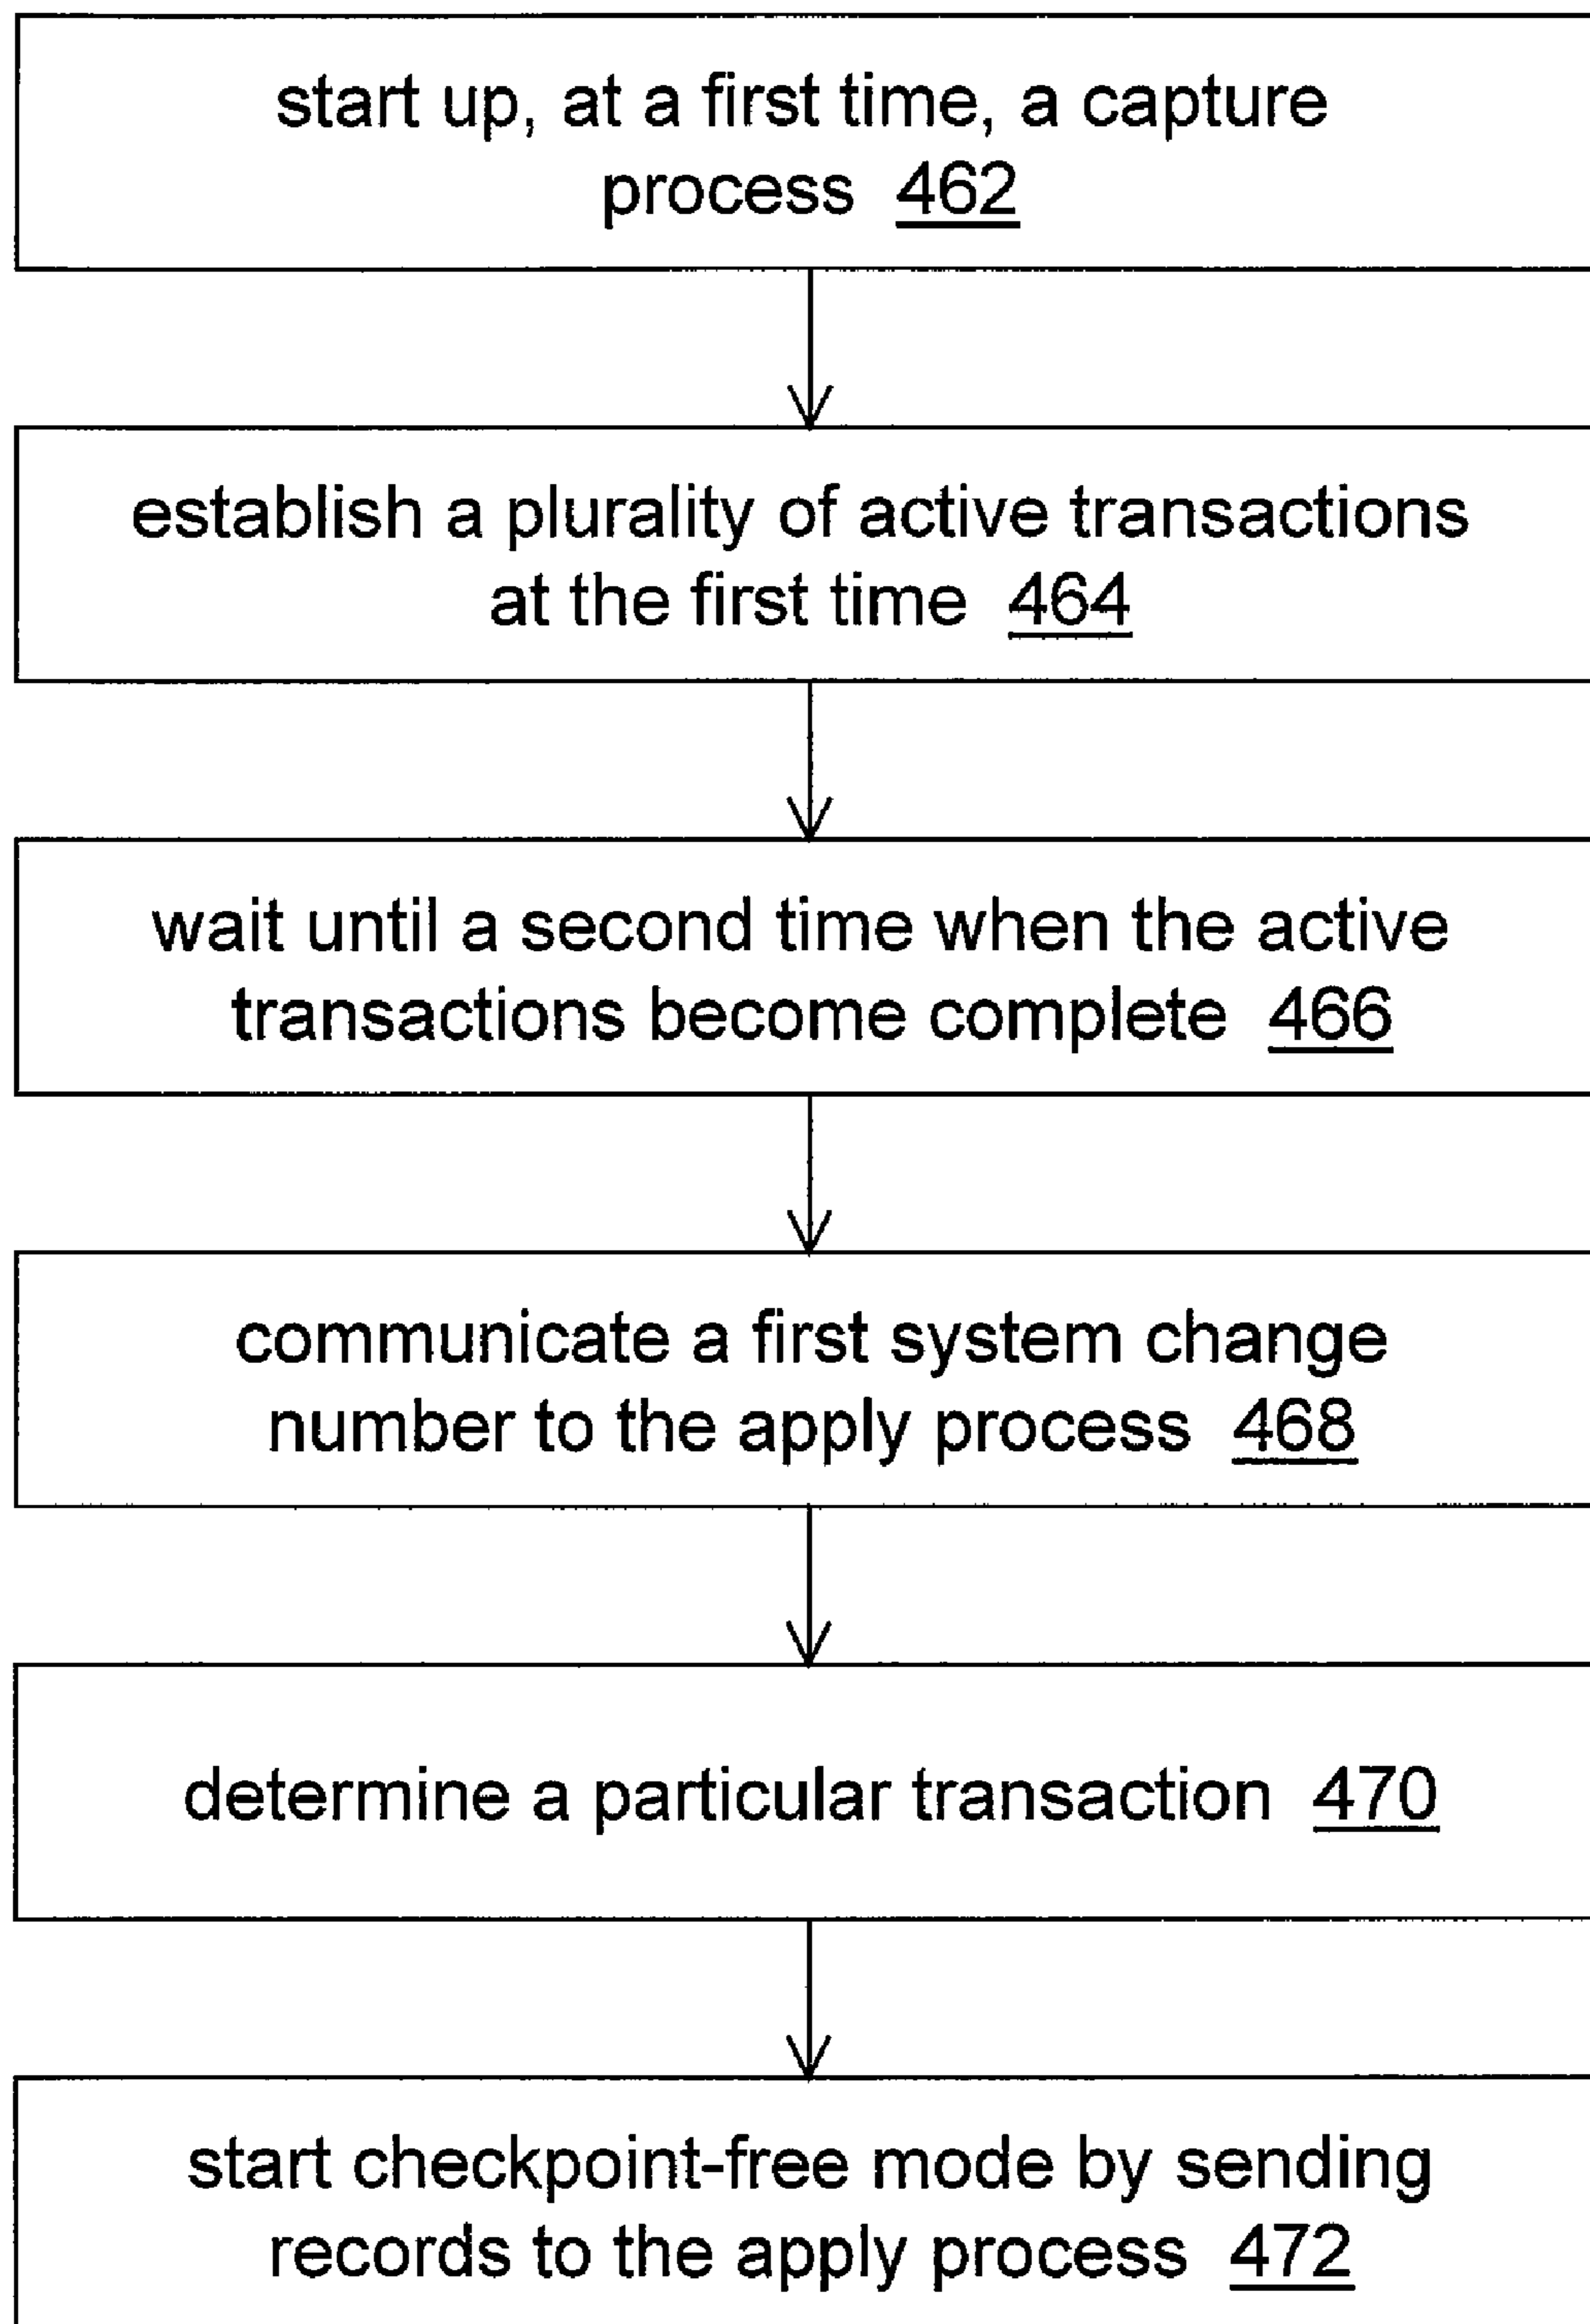 start up, at a first time, a capture
process 462
establish a plurality of active transactions
at the first time 464
wait until a second time when the active
transactions become complete 466
communicate a first system change
number to the apply process 468
determine a particular transaction 470
start checkpoint-free mode by sending
records to the apply process 472